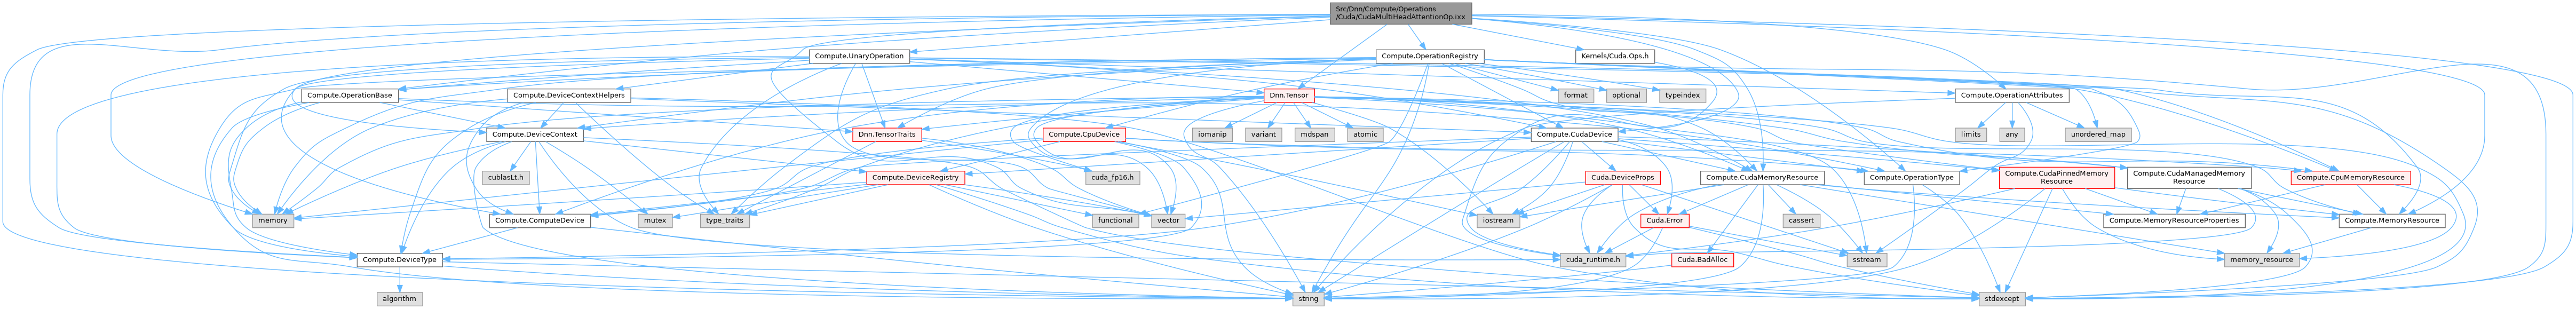 Src/Dnn/Compute/Operations
/Cuda/CudaMultiHeadAttentionOp.ixx
Compute.UnaryOperation
Compute.OperationRegistry
Kernels/Cuda.Ops.h
Compute.OperationBase
Compute.DeviceContextHelpers
Dnn.Tensor
format
optional
typeindex
Compute.OperationAttributes
Compute.DeviceContext
Dnn.TensorTraits
Compute.CpuDevice
iomanip
variant
mdspan
atomic
Compute.CudaDevice
limits
any
unordered_map
cublasLt.h
Compute.DeviceRegistry
cuda_fp16.h
Cuda.DeviceProps
Compute.CudaMemoryResource
Compute.OperationType
Compute.CudaPinnedMemory
Resource
Compute.CudaManagedMemory
Resource
Compute.CpuMemoryResource
memory
Compute.ComputeDevice
mutex
type_traits
functional
vector
iostream
Cuda.Error
cassert
Compute.MemoryResourceProperties
Compute.MemoryResource
Compute.DeviceType
cuda_runtime.h
Cuda.BadAlloc
sstream
memory_resource
algorithm
string
stdexcept